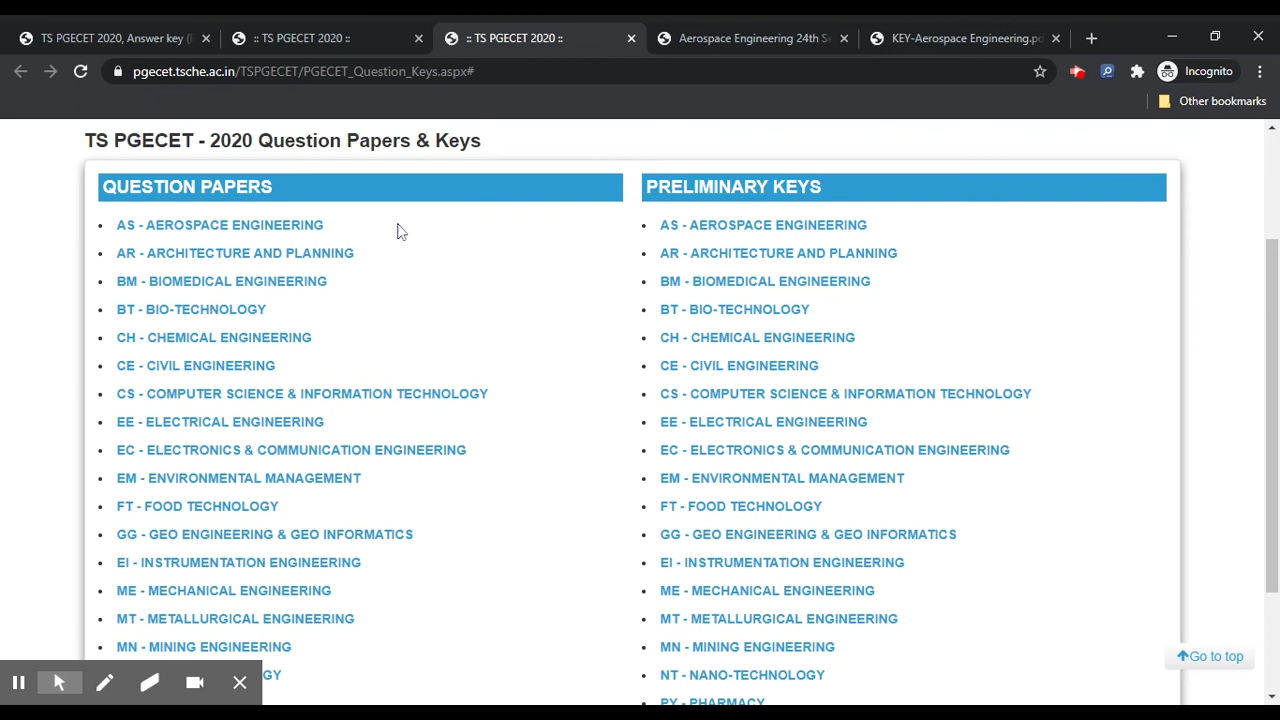 TS PGECET 2020, Answer key (
:: TS PGECET 2020 ::
:: TS PGECET 2020 ::
Aerospace Engineering 24th Se
KEY-Aerospace Engineering.pd
pgecet.tsche.ac.in/TSPGECET/PGECET_Question_Keys.aspx#
Incognito
Other bookmarks
TS PGECET - 2020 Question Papers & Keys
QUESTION PAPERS
AS - AEROSPACE ENGINEERING
AR - ARCHITECTURE AND PLANNING
BM - BIOMEDICAL ENGINEERING
BT - BIO-TECHNOLOGY
CH - CHEMICAL ENGINEERING
CE - CIVIL ENGINEERING
CS - COMPUTER SCIENCE & INFORMATION TECHNOLOGY
EE - ELECTRICAL ENGINEERING
EC - ELECTRONICS & COMMUNICATION ENGINEERING
EM - ENVIRONMENTAL MANAGEMENT
FT - FOOD TECHNOLOGY
GG - GEO ENGINEERING & GEO INFORMATICS
EI - INSTRUMENTATION ENGINEERING
ME - MECHANICAL ENGINEERING
MT - METALLURGICAL ENGINEERING
MN - MINING ENGINEERING
GY
PRELIMINARY KEYS
AS - AEROSPACE ENGINEERING
AR - ARCHITECTURE AND PLANNING
BM - BIOMEDICAL ENGINEERING
BT - BIO-TECHNOLOGY
CH - CHEMICAL ENGINEERING
CE - CIVIL ENGINEERING
CS - COMPUTER SCIENCE & INFORMATION TECHNOLOGY
EE - ELECTRICAL ENGINEERING
EC - ELECTRONICS & COMMUNICATION ENGINEERING
EM - ENVIRONMENTAL MANAGEMENT
FT - FOOD TECHNOLOGY
GG - GEO ENGINEERING & GEO INFORMATICS
EI - INSTRUMENTATION ENGINEERING
ME - MECHANICAL ENGINEERING
MT - METALLURGICAL ENGINEERING
MN - MINING ENGINEERING
NT - NANO-TECHNOLOGY
PY - PHARMACY
Go to top